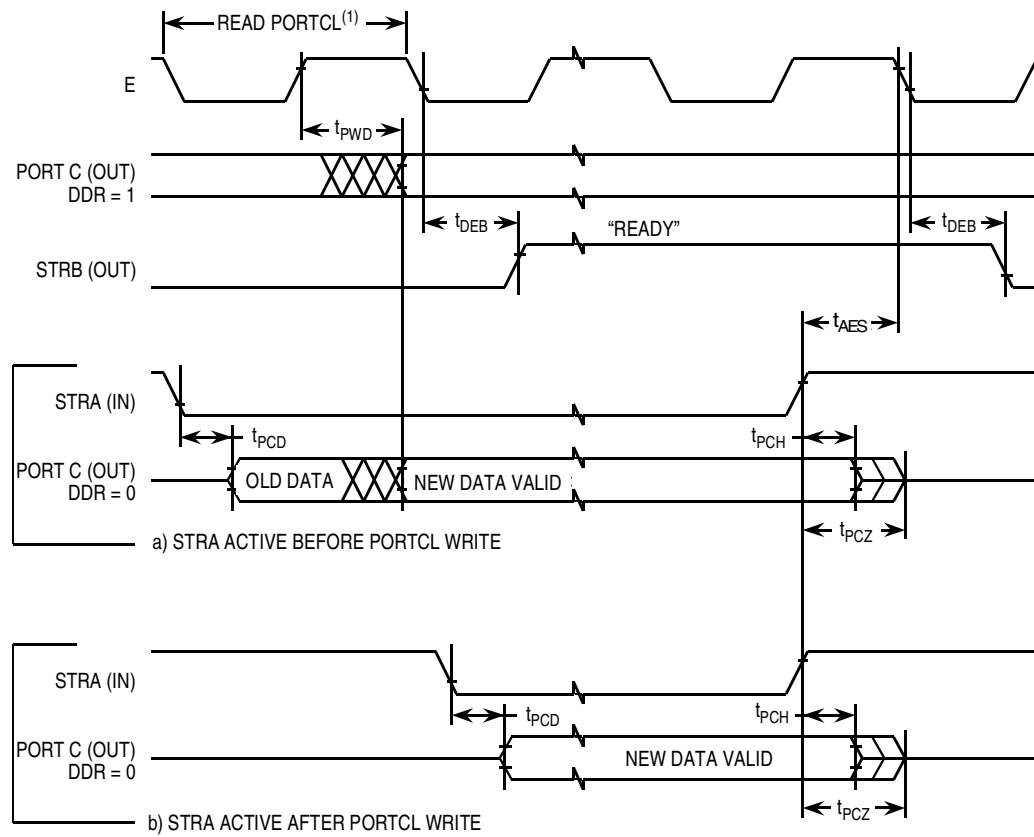 READ PORTCL(1)
E
tPWD
PORT C (OUT)
DDR = 1
tDEB
"READY"
tDEB
STRB (OUT)
tAES
STRA (IN)
tPCD
tPCH
PORT C (OUT)
DDR = 0
OLD DATA
NEW DATA VALID
tPCZ
a) STRA ACTIVE BEFORE PORTCL WRITE
STRA (IN)
tPCD
tPCH
PORT C (OUT)
DDR = 0
NEW DATA VALID
tPCZ
b) STRA ACTIVE AFTER PORTCL WRITE